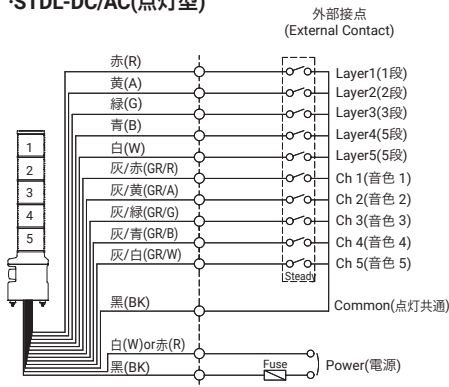 ·STDL-DC/AC(点灯型)
外部接点
(External Contact)
赤(R)
Layer1(1段)
黄(A)
Layer2(2段)
緑(G)
Layer3(3段)
青(B)
Layer4(5段)
白(W)
Layer5(5段)
灰/赤(GR/R)
Ch 1(音色 1)
灰/黄(GR/A)
Ch 2(音色 2)
灰/緑(GR/G)
Ch 3(音色 3)
灰/青(GR/B)
Ch 4(音色 4)
灰/白(GR/W)
Ch 5(音色 5)
Steady
1
2
3
4
5
黒(BK)
Common(点灯共通)
白(W)or赤(R)
黒(BK)
Fuse
Power(電源)